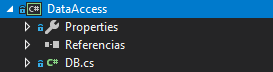 C# DataAccess
Properties
Referencias
C# DB.cs